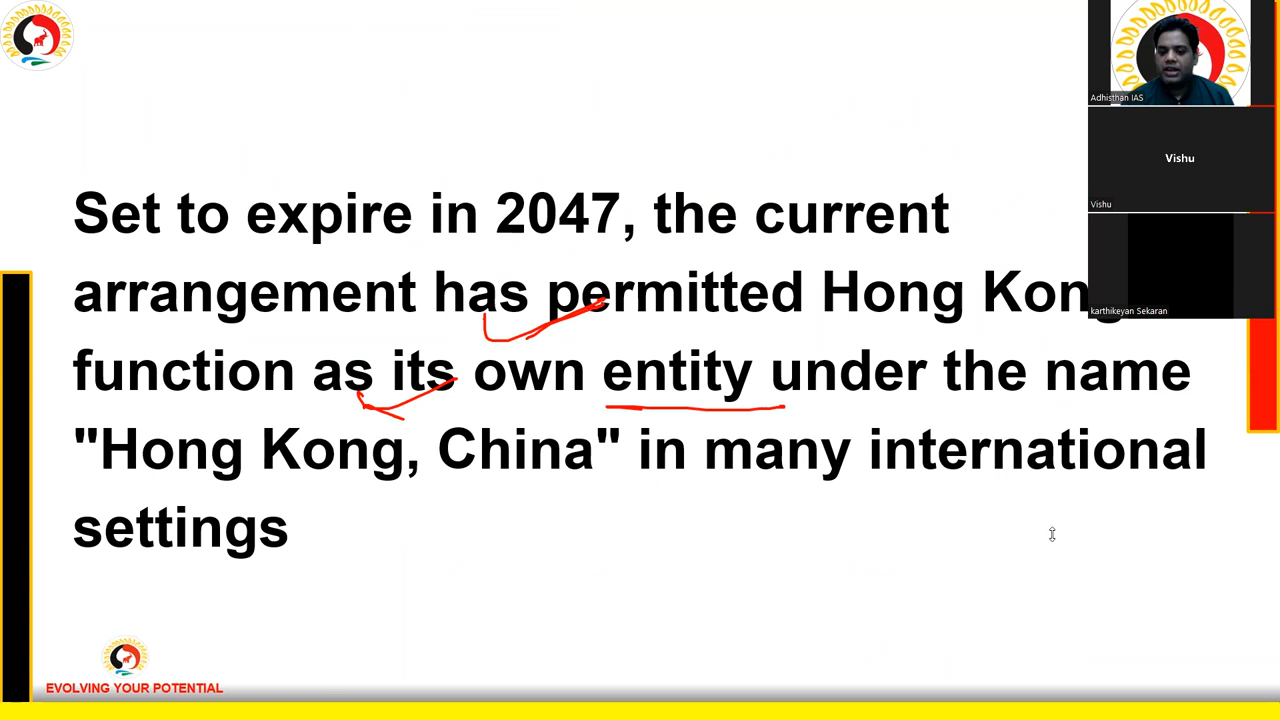 Set to expire in 2047, the current
arrangement has permitted Hong Kong
function as its own entity under the name
"Hong Kong, China" in many international
settings
Adhisthan IAS
Vishu
Vishu
karthikeyan Sekaran
EVOLVING YOUR POTENTIAL